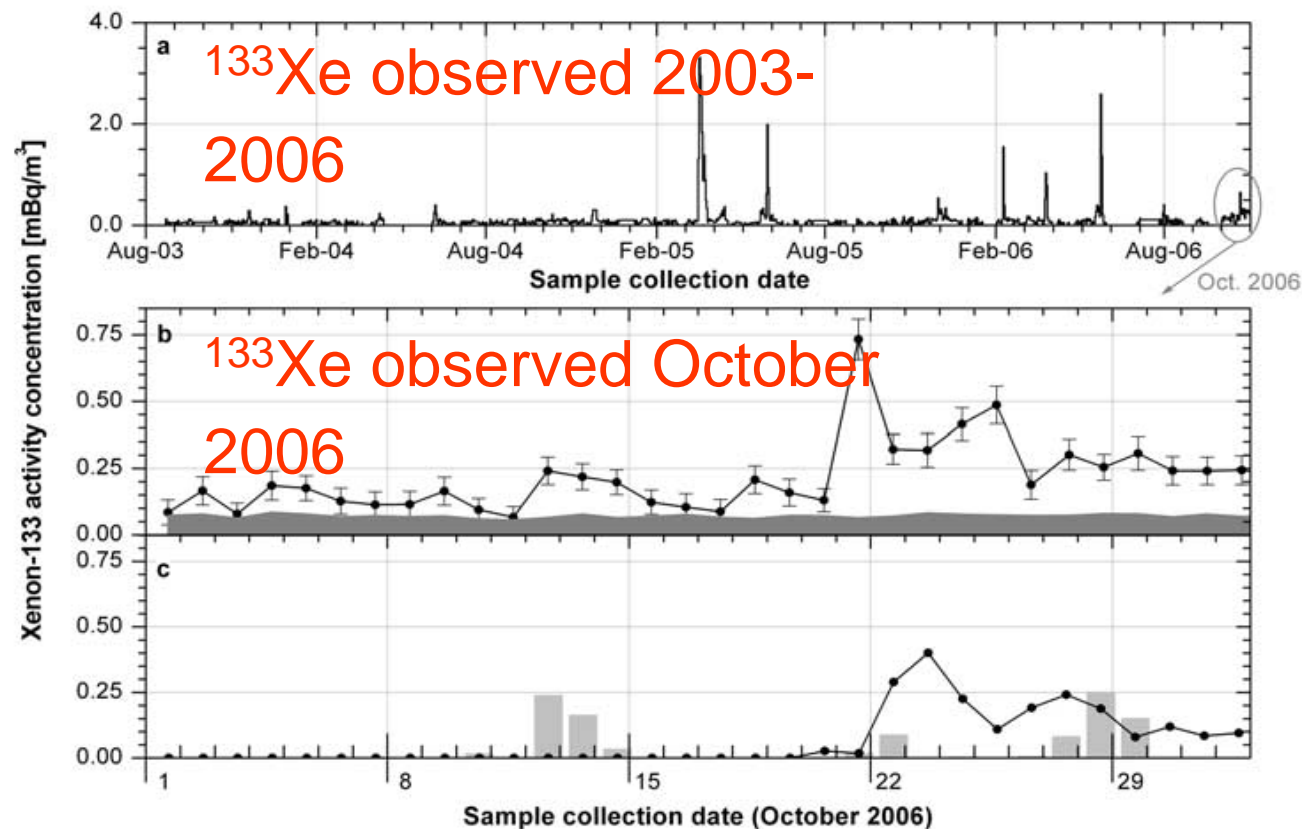 Xenon-133 activity concentration [mBq/m³]
4.0
2.0
0.0
a
¹³³Xe observed 2003-
2006
Aug-03 Feb-04 Aug-04 Feb-05 Aug-05 Feb-06 Aug-06
Sample collection date
Oct. 2006
0.75
0.50
0.25
0.00
b
¹³³Xe observed October
2006
0.75
0.50
0.25
0.00
c
1 8 15 22 29
Sample collection date (October 2006)